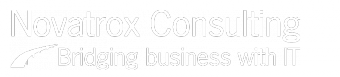 Novatrox Consulting
Bridging business with IT